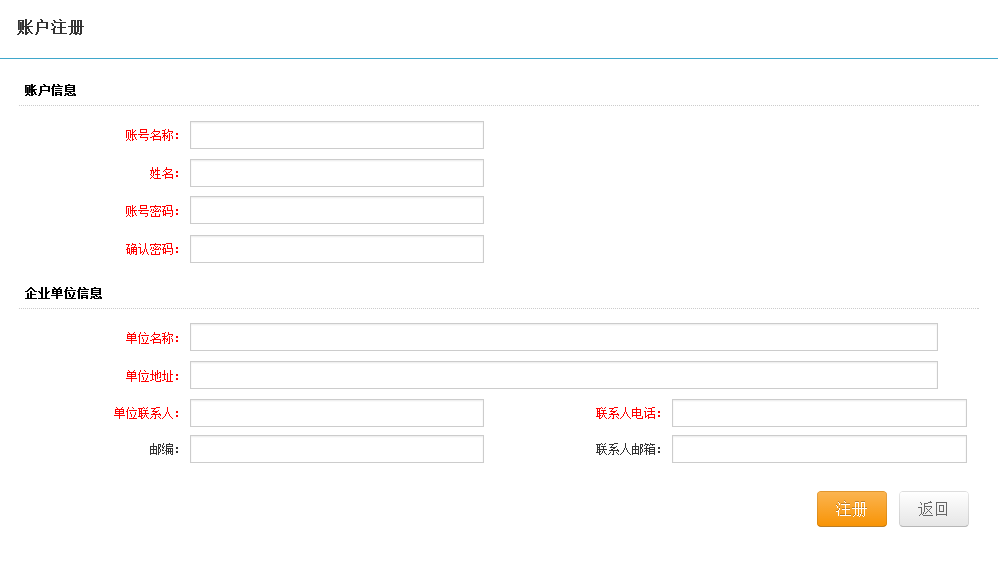 账户注册
账户信息
账号名称：
姓名：
账号密码：
确认密码：
企业单位信息
单位名称：
单位地址：
单位联系人： 联系人电话：
邮编： 联系人邮箱：
注册 返回